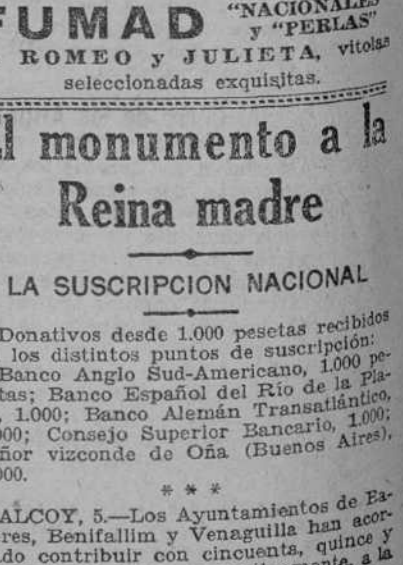 FUMAD "NACIONALES"
y "PERLAS"
ROMEO y JULIETA, vitolas
seleccionadas exquisitas.
El monumento a la
Reina madre
LA SUSCRIPCION NACIONAL
Donativos desde 1.000 pesetas recibidos
los distintos puntos de suscripción:
Banco Anglo Sud-Americano, 1.000 pe-
tas; Banco Español del Río de la Pla-
, 1.000; Banco Alemán Transatlántico,
000; Consejo Superior Bancario, 1.000;
ñor vizconde de Oña (Buenos Aires),
000.
* * *
ALCOY, 5.—Los Ayuntamientos de Ba-
res, Benifallim y Venaguilla han acor-
do contribuir con cincuenta, quince y
a la